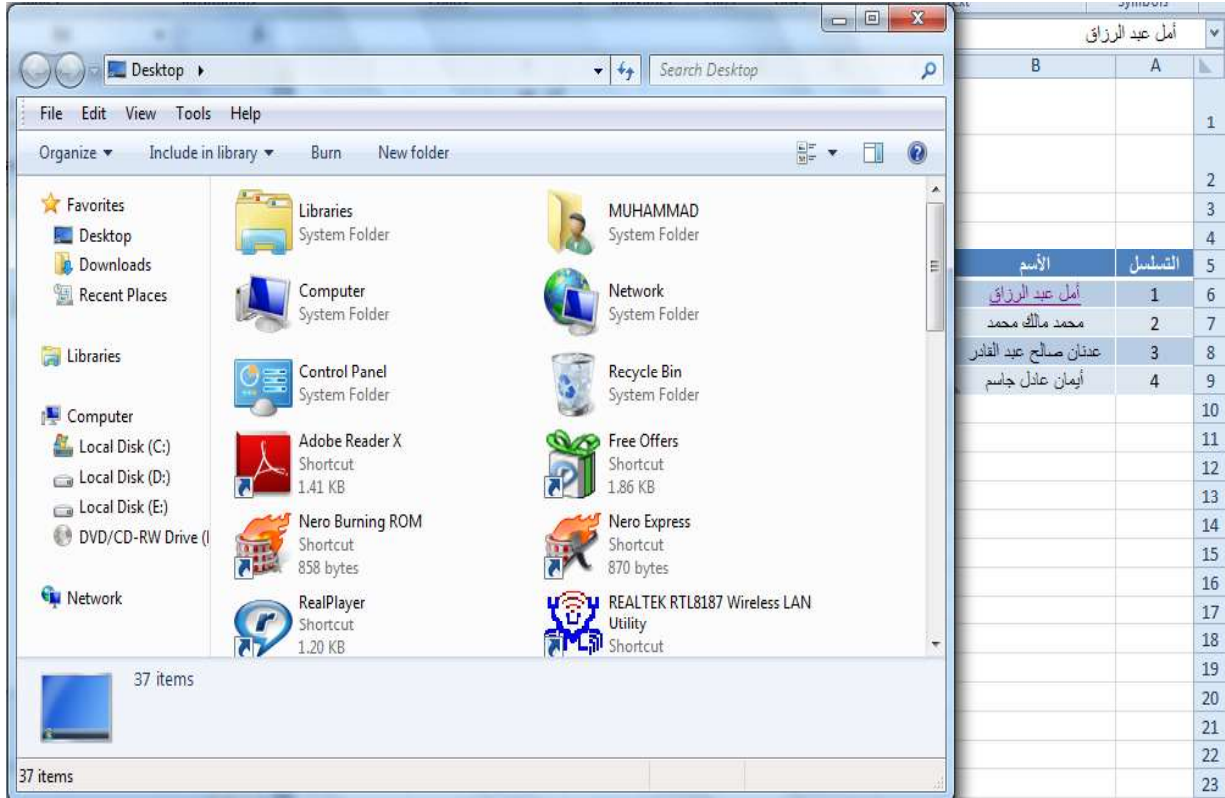 Desktop
Search Desktop
File Edit View Tools Help
Organize Include in library Burn New folder
Favorites
Desktop
Downloads
Recent Places
Libraries
Computer
Local Disk (C:)
Local Disk (D:)
Local Disk (E:)
DVD/CD-RW Drive (
Network
Libraries
System Folder
MUHAMMAD
System Folder
Computer
System Folder
Network
System Folder
Control Panel
System Folder
Recycle Bin
System Folder
Adobe Reader X
Shortcut
1.41 KB
Free Offers
Shortcut
1.86 KB
Nero Burning ROM
Shortcut
858 bytes
Nero Express
Shortcut
870 bytes
RealPlayer
Shortcut
1.20 KB
REALTEK RTL8187 Wireless LAN
Utility
Shortcut
37 items
37 items
Symbols
أمل عبد الرزاق
A B
1
2
3
4
5 التسلسل الأسم
6 1 أمل عبد الرزاق
7 2 محمد مالك محمد
8 3 عدنان صالح عبد القادر
9 4 أيمان عادل جاسم
10
11
12
13
14
15
16
17
18
19
20
21
22
23